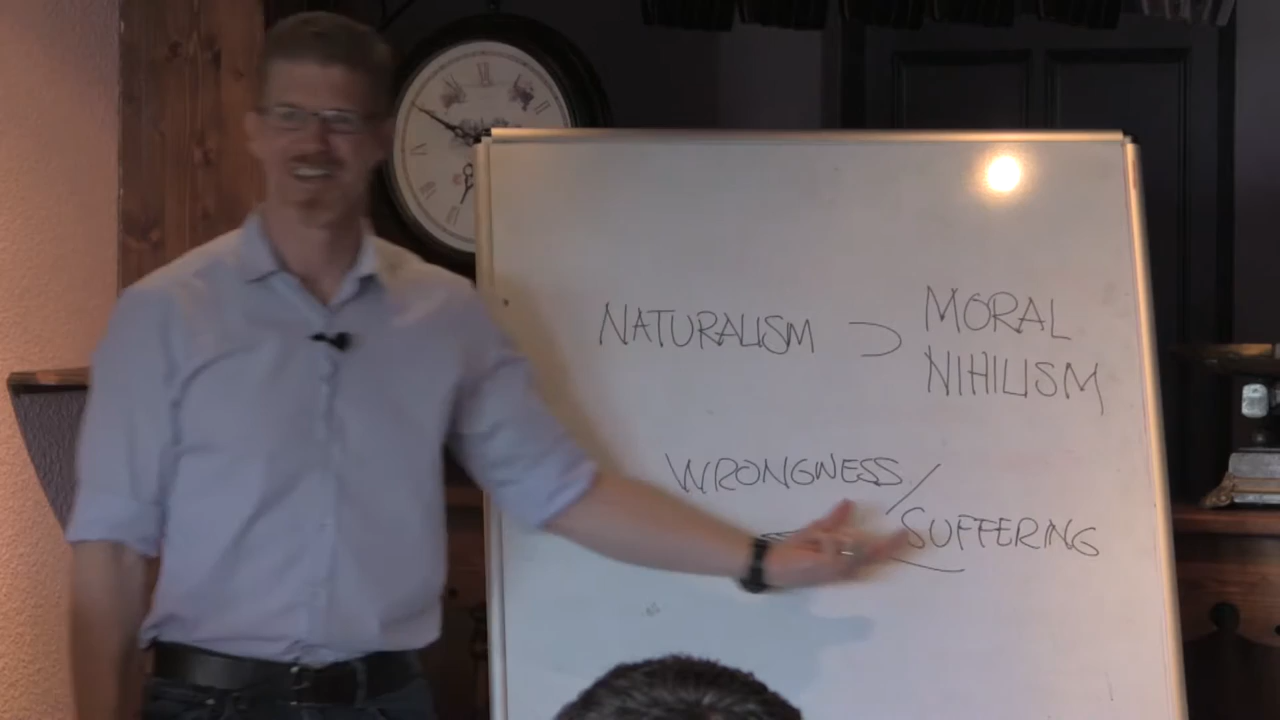 NATURALISM ⊃ MORAL
NIHILISM
WRONGNESS/
SUFFERING